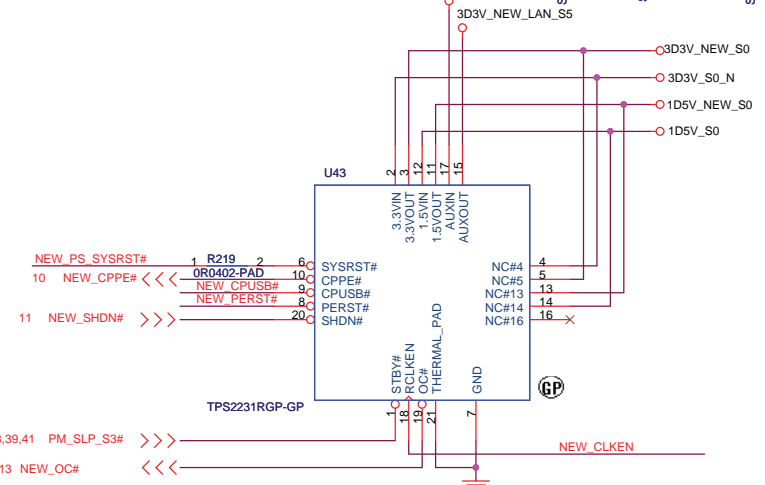 3D3V_NEW_LAN_S5
3D3V_NEW_S0
3D3V_S0_N
1D5V_NEW_S0
1D5V_S0
U43
2 3 12 11 17 15
3.3VIN
3.3VOUT
1.5VIN
1.5VOUT
AUXIN
AUXOUT
NEW_PS_SYSRST# 1 R219 2 6 SYSRST#
10 NEW_CPPE# 0R0402-PAD 10 CPPE#
NEW_CPUSB# 9 CPUSB#
NEW_PERST# 8 PERST#
11 NEW_SHDN# 20 SHDN#
NC#4 4
NC#5 5
NC#13 13
NC#14 14
NC#16 16
STBY#
RCLKEN
OC#
THERMAL_PAD
GND
GP
TPS2231RGP-GP
1 18 19 21 7
,39,41 PM_SLP_S3#
NEW_CLKEN
13 NEW_OC#